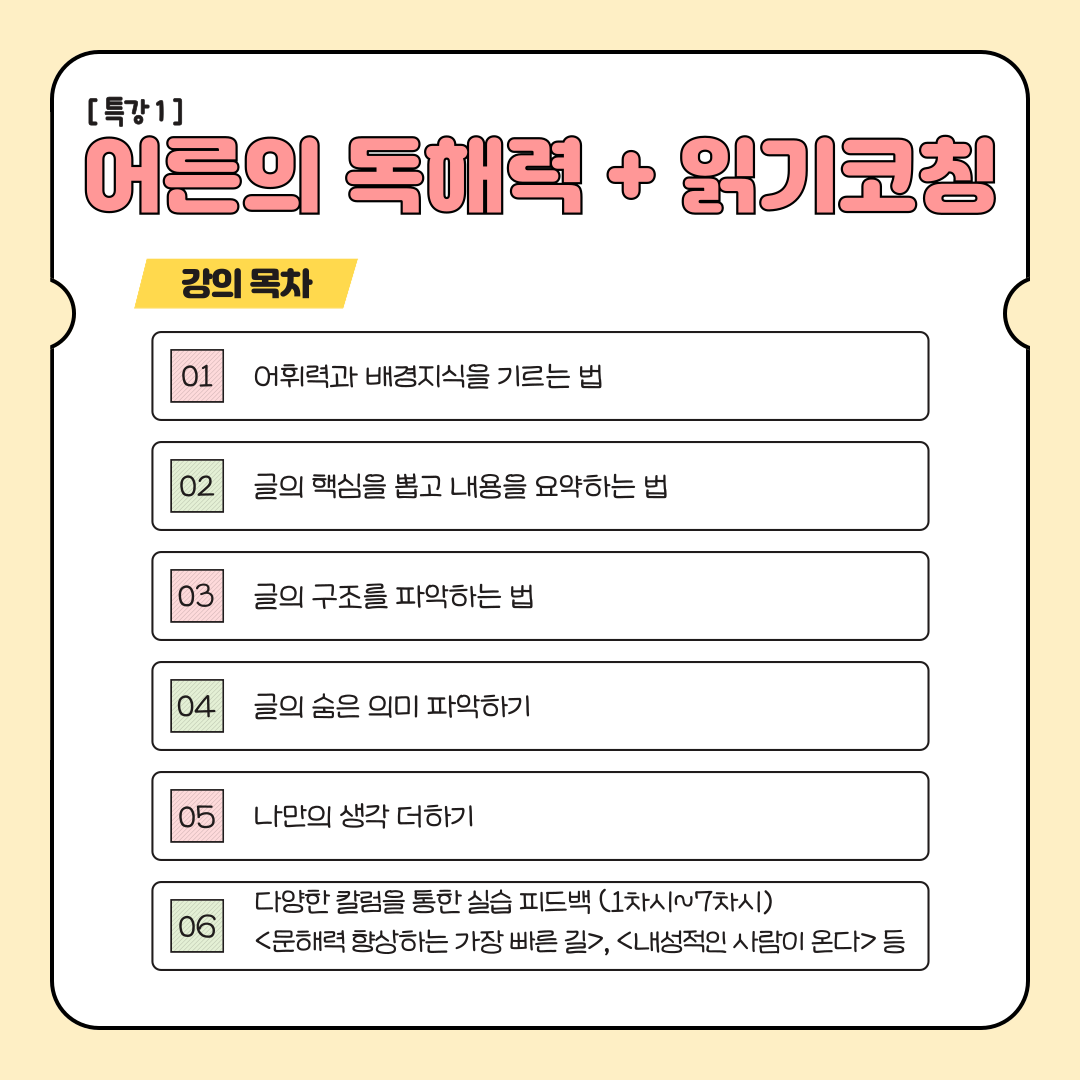 [ 특강 1 ]
어른의 독해력 + 읽기코칭
강의 목차
01 어휘력과 배경지식을 기르는 법
02 글의 핵심을 뽑고 내용을 요약하는 법
03 글의 구조를 파악하는 법
04 글의 숨은 의미 파악하기
05 나만의 생각 더하기
06 다양한 칼럼을 통한 실습 피드백 (1차시~7차시)
<문해력 향상하는 가장 빠른 길>, <내성적인 사람이 온다> 등